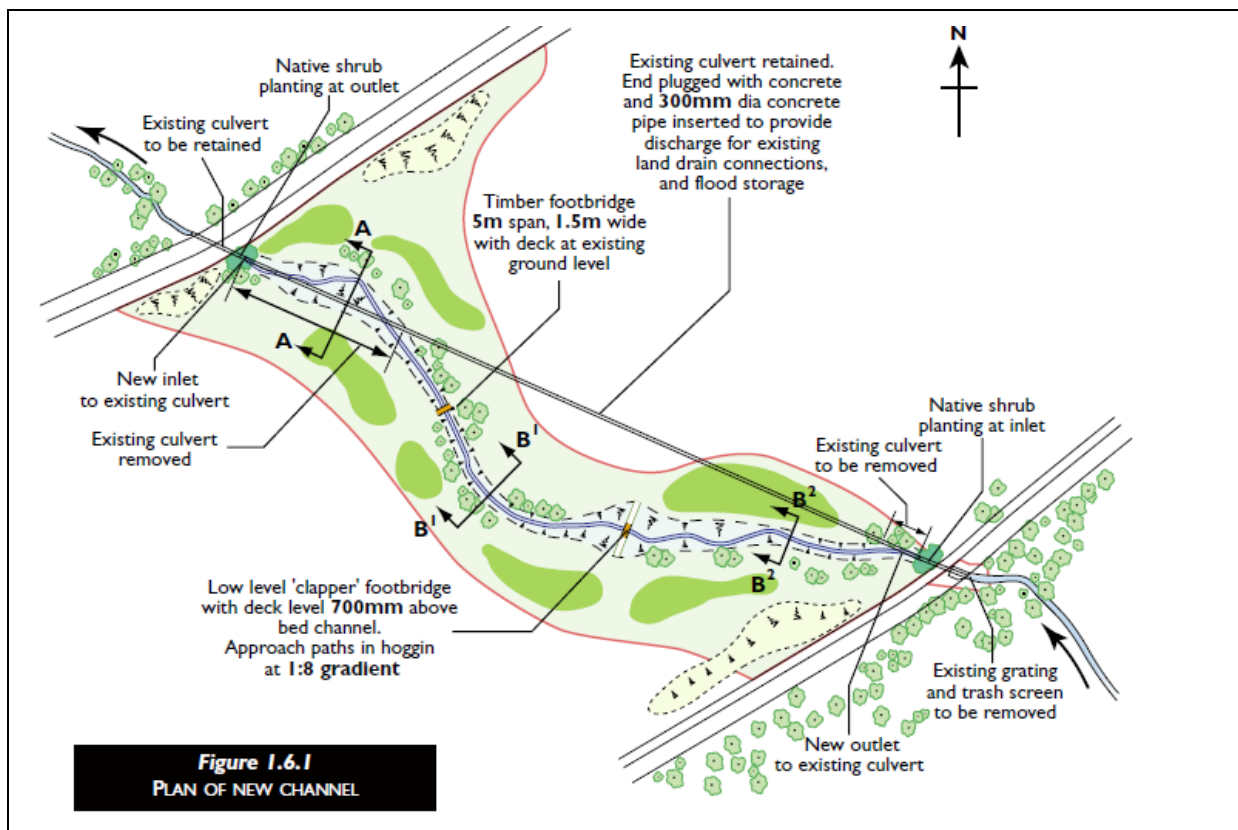 N
Native shrub
planting at outlet
Existing culvert
to be retained
Existing culvert retained.
End plugged with concrete
and 300mm dia concrete
pipe inserted to provide
discharge for existing
land drain connections,
and flood storage
Timber footbridge
5m span, 1.5m wide
with deck at existing
ground level
A
A
New inlet
to existing culvert
Existing culvert
removed
B1
B1
B2
B2
Existing culvert
to be removed
Native shrub
planting at inlet
Low level 'clapper' footbridge
with deck level 700mm above
bed channel.
Approach paths in hoggin
at 1:8 gradient
Existing grating
and trash screen
to be removed
New outlet
to existing culvert
Figure 1.6.1
PLAN OF NEW CHANNEL